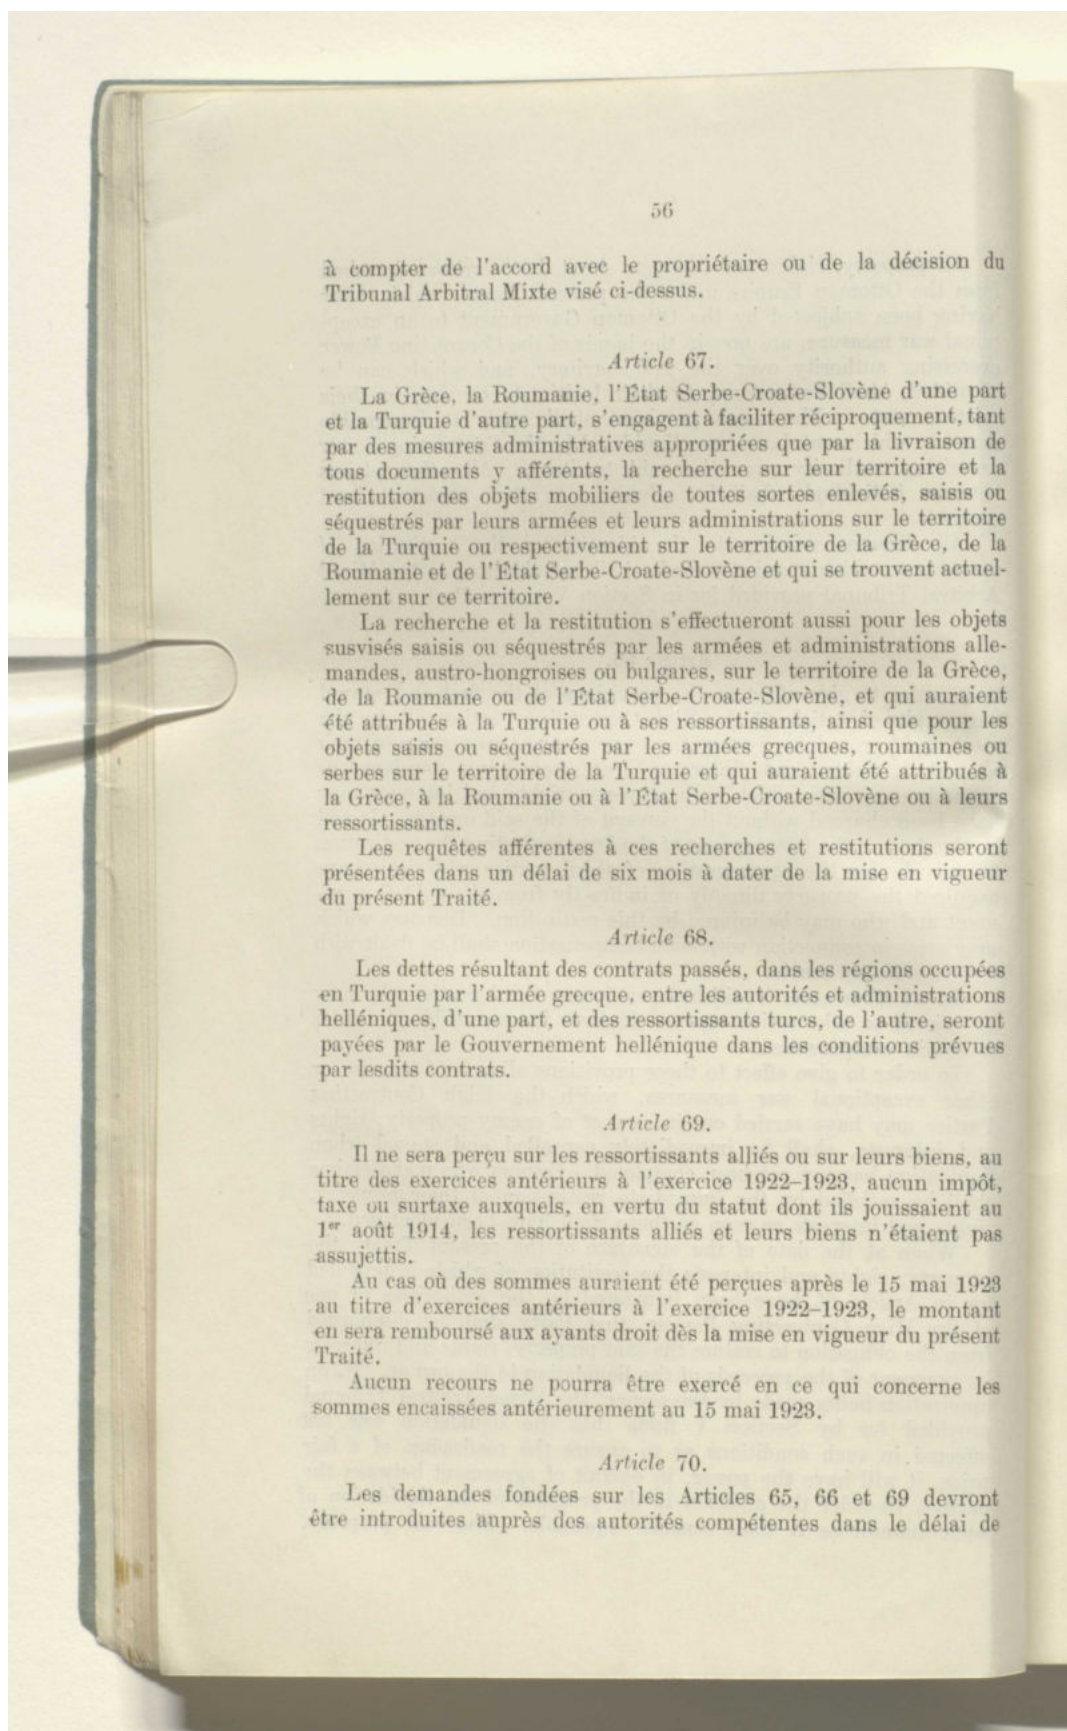 56
à compter de l'accord avec le propriétaire ou de la décision du
Tribunal Arbitral Mixte visé ci-dessus.
Article 67.
La Grèce, la Roumanie, l'État Serbe-Croate-Slovène d'une part
et la Turquie d'autre part, s'engagent à faciliter réciproquement, tant
par des mesures administratives appropriées que par la livraison de
tous documents y afférents, la recherche sur leur territoire et la
restitution des objets mobiliers de toutes sortes enlevés, saisis ou
séquestrés par leurs armées et leurs administrations sur le territoire
de la Turquie ou respectivement sur le territoire de la Grèce, de la
Roumanie et de l'État Serbe-Croate-Slovène et qui se trouvent actuel-
lement sur ce territoire.
La recherche et la restitution s'effectueront aussi pour les objets
susvisés saisis ou séquestrés par les armées et administrations alle-
mandes, austro-hongroises ou bulgares, sur le territoire de la Grèce,
de la Roumanie ou de l'État Serbe-Croate-Slovène, et qui auraient
été attribués à la Turquie ou à ses ressortissants, ainsi que pour les
objets saisis ou séquestrés par les armées grecques, roumaines ou
serbes sur le territoire de la Turquie et qui auraient été attribués à
la Grèce, à la Roumanie ou à l'État Serbe-Croate-Slovène ou à leurs
ressortissants.
Les requêtes afférentes à ces recherches et restitutions seront
présentées dans un délai de six mois à dater de la mise en vigueur
du présent Traité.
Article 68.
Les dettes résultant des contrats passés, dans les régions occupées
en Turquie par l'armée grecque, entre les autorités et administrations
helléniques, d'une part, et des ressortissants turcs, de l'autre, seront
payées par le Gouvernement hellénique dans les conditions prévues
par lesdits contrats.
Article 69.
Il ne sera perçu sur les ressortissants alliés ou sur leurs biens, au
titre des exercices antérieurs à l'exercice 1922–1923, aucun impôt,
taxe ou surtaxe auxquels, en vertu du statut dont ils jouissaient au
1er août 1914, les ressortissants alliés et leurs biens n'étaient pas
assujettis.
Au cas où des sommes auraient été perçues après le 15 mai 1923
au titre d'exercices antérieurs à l'exercice 1922–1923, le montant
en sera remboursé aux ayants droit dès la mise en vigueur du présent
Traité.
Aucun recours ne pourra être exercé en ce qui concerne les
sommes encaissées antérieurement au 15 mai 1923.
Article 70.
Les demandes fondées sur les Articles 65, 66 et 69 devront
être introduites auprès des autorités compétentes dans le délai de